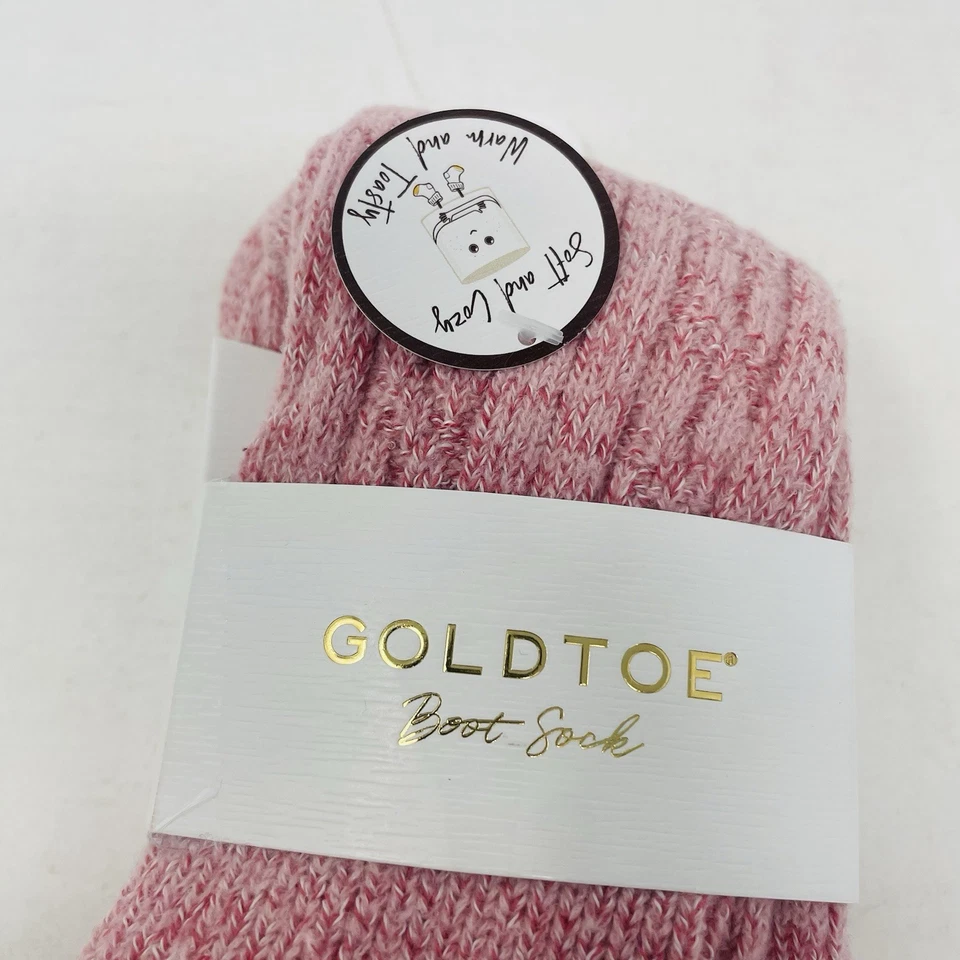 Warm and Toasty
Soft and Cozy
GOLDTOE®
Boot Sock